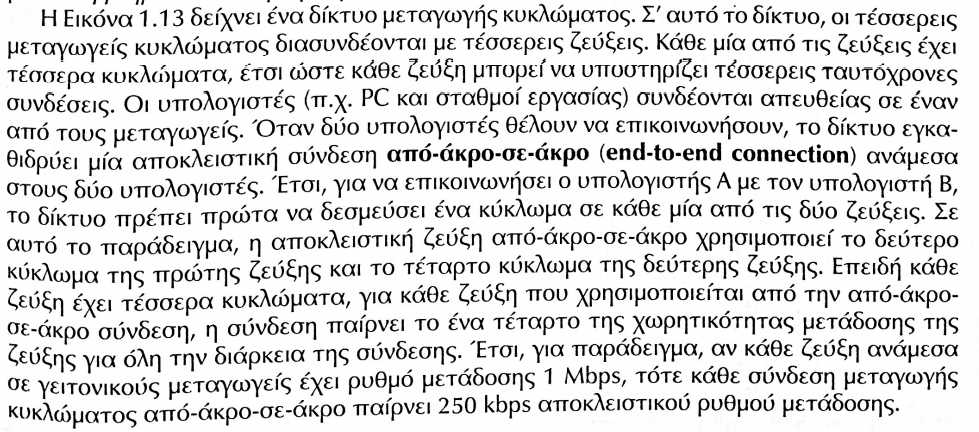 Η Εικόνα 1.13 δείχνει ένα δίκτυο μεταγωγής κυκλώματος. Σ' αυτό το δίκτυο, οι τέσσερεις
μεταγωγείς κυκλώματος διασυνδέονται με τέσσερεις ζεύξεις. Κάθε μία από τις ζεύξεις έχει
τέσσερα κυκλώματα, έτσι ώστε κάθε ζεύξη μπορεί να υποστηρίζει τέσσερεις ταυτόχρονες
συνδέσεις. Οι υπολογιστές (π.χ. PC και σταθμοί εργασίας) συνδέονται απευθείας σε έναν
από τους μεταγωγείς. Όταν δύο υπολογιστές θέλουν να επικοινωνήσουν, το δίκτυο εγκα-
θιδρύει μία αποκλειστική σύνδεση από-άκρο-σε-άκρο (end-to-end connection) ανάμεσα
στους δύο υπολογιστές. Έτσι, για να επικοινωνήσει ο υπολογιστής Α με τον υπολογιστή Β,
το δίκτυο πρέπει πρώτα να δεσμεύσει ένα κύκλωμα σε κάθε μία από τις δύο ζεύξεις. Σε
αυτό το παράδειγμα, η αποκλειστική ζεύξη από-άκρο-σε-άκρο χρησιμοποιεί το δεύτερο
κύκλωμα της πρώτης ζεύξης και το τέταρτο κύκλωμα της δεύτερης ζεύξης. Επειδή κάθε
ζεύξη έχει τέσσερα κυκλώματα, για κάθε ζεύξη που χρησιμοποιείται από την από-άκρο-
σε-άκρο σύνδεση, η σύνδεση παίρνει το ένα τέταρτο της χωρητικότητας μετάδοσης της
ζεύξης για όλη την διάρκεια της σύνδεσης. Έτσι, για παράδειγμα, αν κάθε ζεύξη ανάμεσα
σε γειτονικούς μεταγωγείς έχει ρυθμό μετάδοσης 1 Mbps, τότε κάθε σύνδεση μεταγωγής
κυκλώματος από-άκρο-σε-άκρο παίρνει 250 kbps αποκλειστικού ρυθμού μετάδοσης.